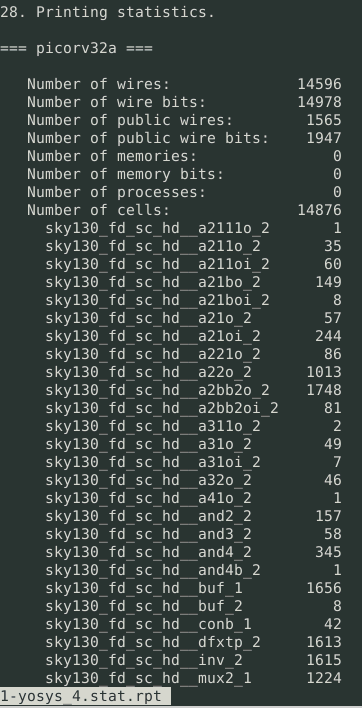 28. Printing statistics.
=== picorv32a ===
Number of wires: 14596
Number of wire bits: 14978
Number of public wires: 1565
Number of public wire bits: 1947
Number of memories: 0
Number of memory bits: 0
Number of processes: 0
Number of cells: 14876
sky130_fd_sc_hd__a2111o_2 1
sky130_fd_sc_hd__a211o_2 35
sky130_fd_sc_hd__a211oi_2 60
sky130_fd_sc_hd__a21bo_2 149
sky130_fd_sc_hd__a21boi_2 8
sky130_fd_sc_hd__a21o_2 57
sky130_fd_sc_hd__a21oi_2 244
sky130_fd_sc_hd__a221o_2 86
sky130_fd_sc_hd__a22o_2 1013
sky130_fd_sc_hd__a2bb2o_2 1748
sky130_fd_sc_hd__a2bb2oi_2 81
sky130_fd_sc_hd__a311o_2 2
sky130_fd_sc_hd__a31o_2 49
sky130_fd_sc_hd__a31oi_2 7
sky130_fd_sc_hd__a32o_2 46
sky130_fd_sc_hd__a41o_2 1
sky130_fd_sc_hd__and2_2 157
sky130_fd_sc_hd__and3_2 58
sky130_fd_sc_hd__and4_2 345
sky130_fd_sc_hd__and4b_2 1
sky130_fd_sc_hd__buf_1 1656
sky130_fd_sc_hd__buf_2 8
sky130_fd_sc_hd__conb_1 42
sky130_fd_sc_hd__dfxtp_2 1613
sky130_fd_sc_hd__inv_2 1615
sky130_fd_sc_hd__mux2_1 1224
1-yosys_4.stat.rpt